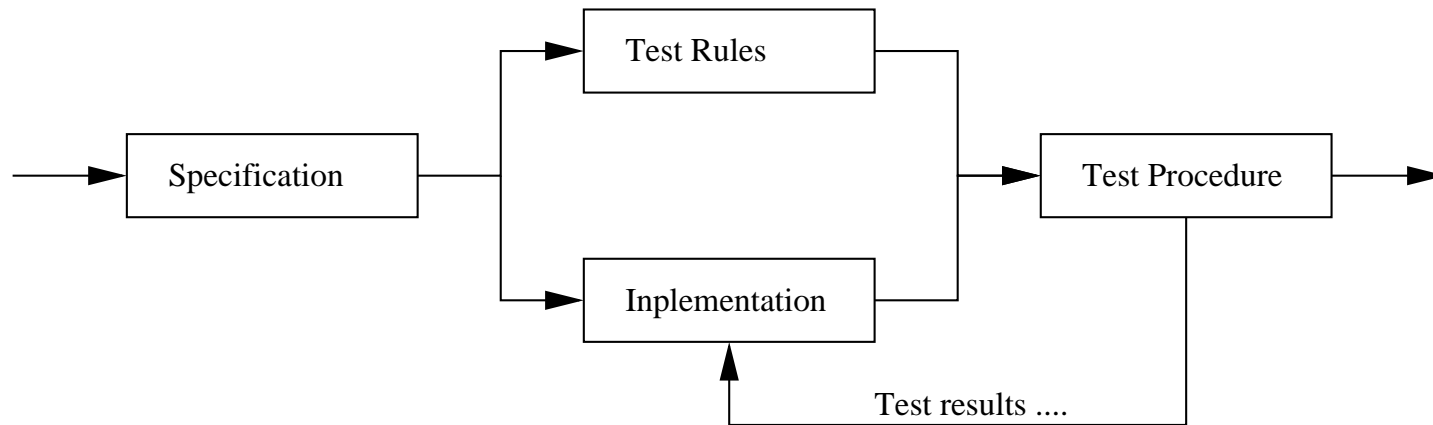 Test Rules
Specification
Test Procedure
Inplementation
Test results ....